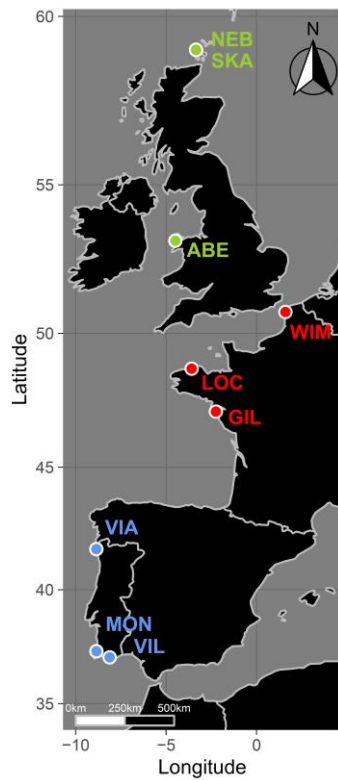 60
NEB
SKA
N
55
ABE
50
WIM
LOC
GIL
Latitude
45
VIA
40
MON
VIL
35
0km 250km 500km
−10 −5 0
Longitude